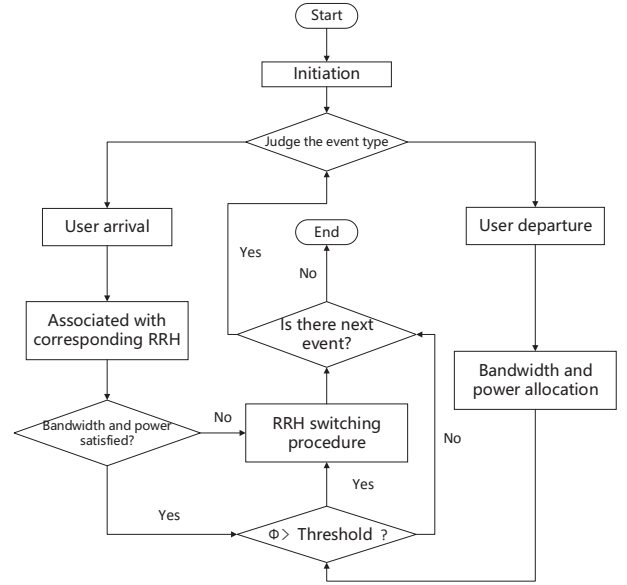 Start
Initiation
Judge the event type
User arrival
User departure
End
Yes
No
Associated with
corresponding RRH
Is there next
event?
Bandwidth and
power allocation
Bandwidth and power
satisfied?
No
RRH switching
procedure
No
Yes
Yes
Φ> Threshold ?